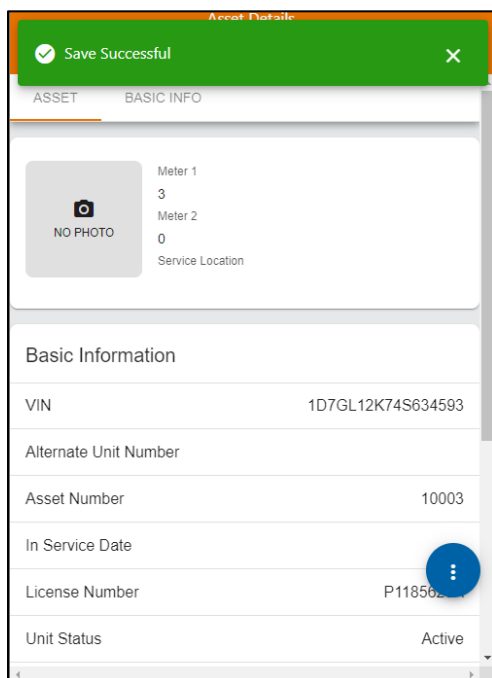 Asset Details
Save Successful
ASSET BASIC INFO
Meter 1
3
Meter 2
0
Service Location
NO PHOTO
Basic Information
VIN 1D7GL12K74S634593
Alternate Unit Number
Asset Number 10003
In Service Date
License Number
Unit Status Active